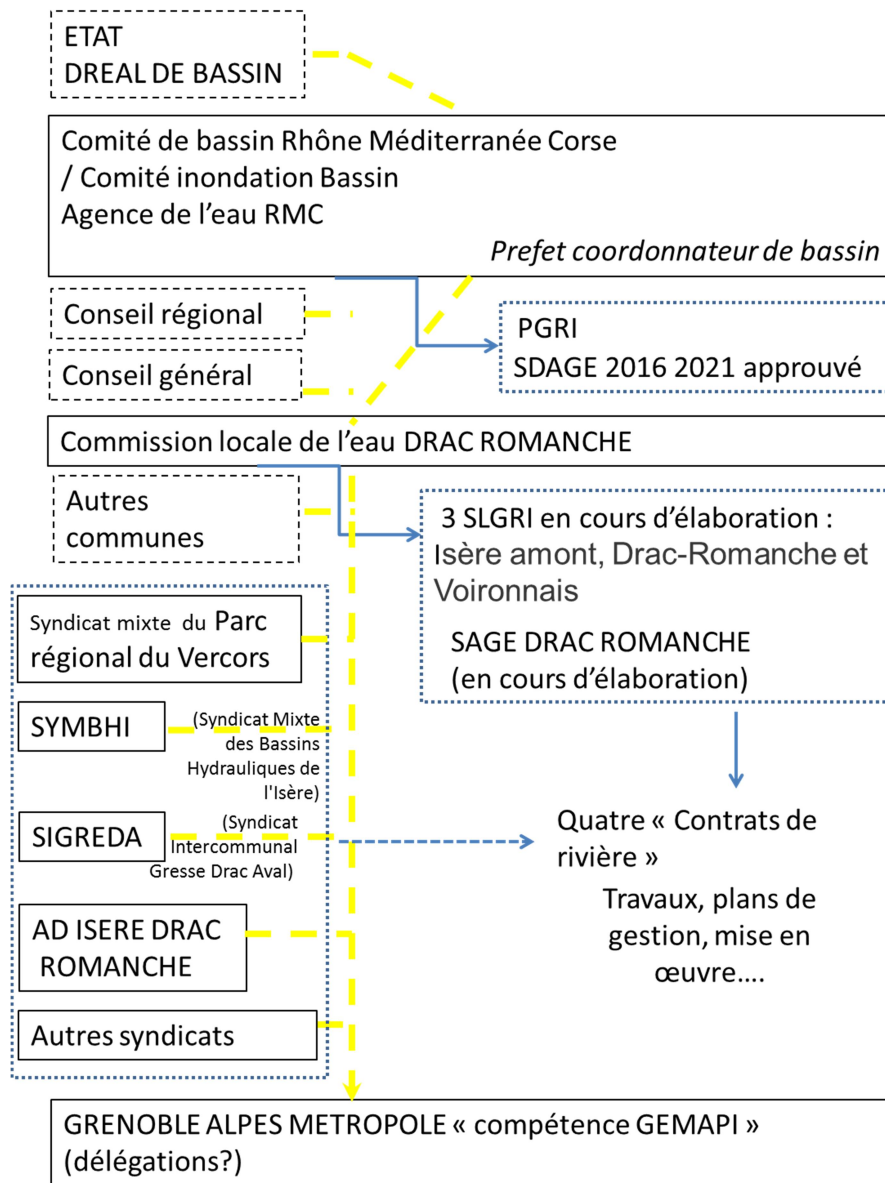 ETAT
DREAL DE BASSIN
Comité de bassin Rhône Méditerranée Corse
/ Comité inondation Bassin
Agence de l'eau RMC
Prefet coordonnateur de bassin
Conseil régional
PGRI
SDAGE 2016 2021 approuvé
Conseil général
Commission locale de l'eau DRAC ROMANCHE
Autres
communes
3 SLGRI en cours d'élaboration :
Isère amont, Drac-Romanche et
Voironnais
SAGE DRAC ROMANCHE
(en cours d'élaboration)
Syndicat mixte du Parc
régional du Vercors
SYMBHI
(Syndicat Mixte
des Bassins
Hydrauliques de
l'Isère)
SIGREDA
(Syndicat
Intercommunal
Gresse Drac Aval)
Quatre « Contrats de
rivière »
Travaux, plans de
gestion, mise en
œuvre....
AD ISERE DRAC
ROMANCHE
Autres syndicats
GRENOBLE ALPES METROPOLE « compétence GEMAPI »
(délégations?)